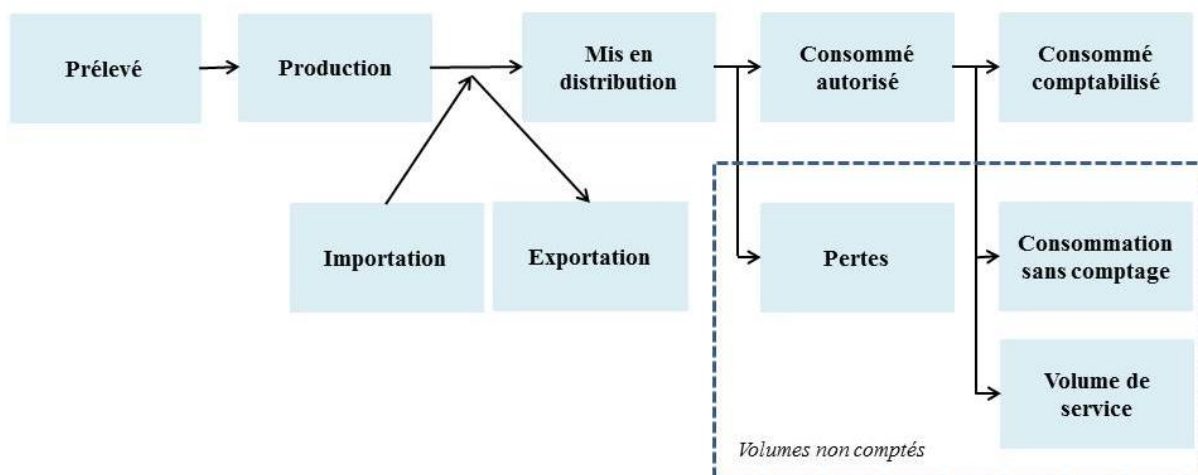 Prélevé
Production
Mis en
distribution
Consommé
autorisé
Consommé
comptabilisé
Importation
Exportation
Pertes
Consommation
sans comptage
Volume de
service
Volumes non comptés